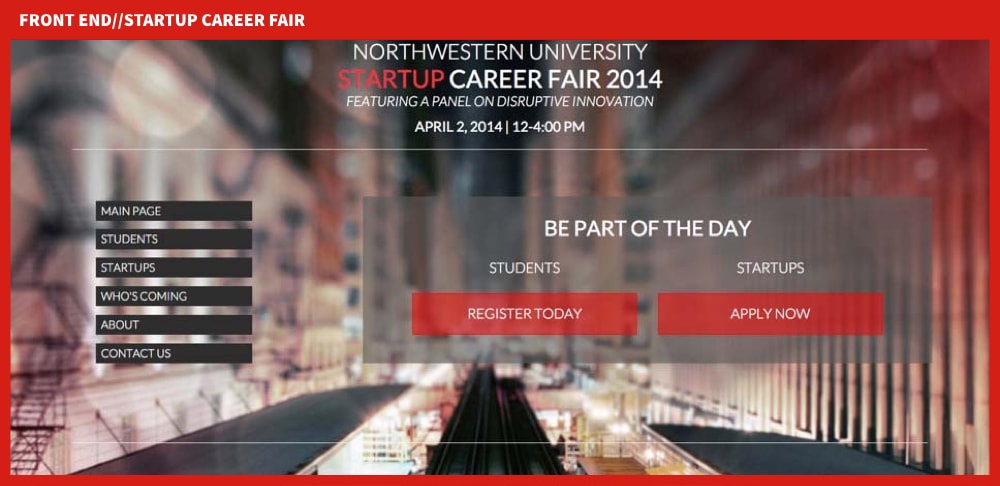 FRONT END//STARTUP CAREER FAIR
NORTHWESTERN UNIVERSITY
STARTUP CAREER FAIR 2014
FEATURING A PANEL ON DISRUPTIVE INNOVATION
APRIL 2, 2014 | 12-4:00 PM
MAIN PAGE
STUDENTS
STARTUPS
WHO'S COMING
ABOUT
CONTACT US
BE PART OF THE DAY
STUDENTS STARTUPS
REGISTER TODAY APPLY NOW